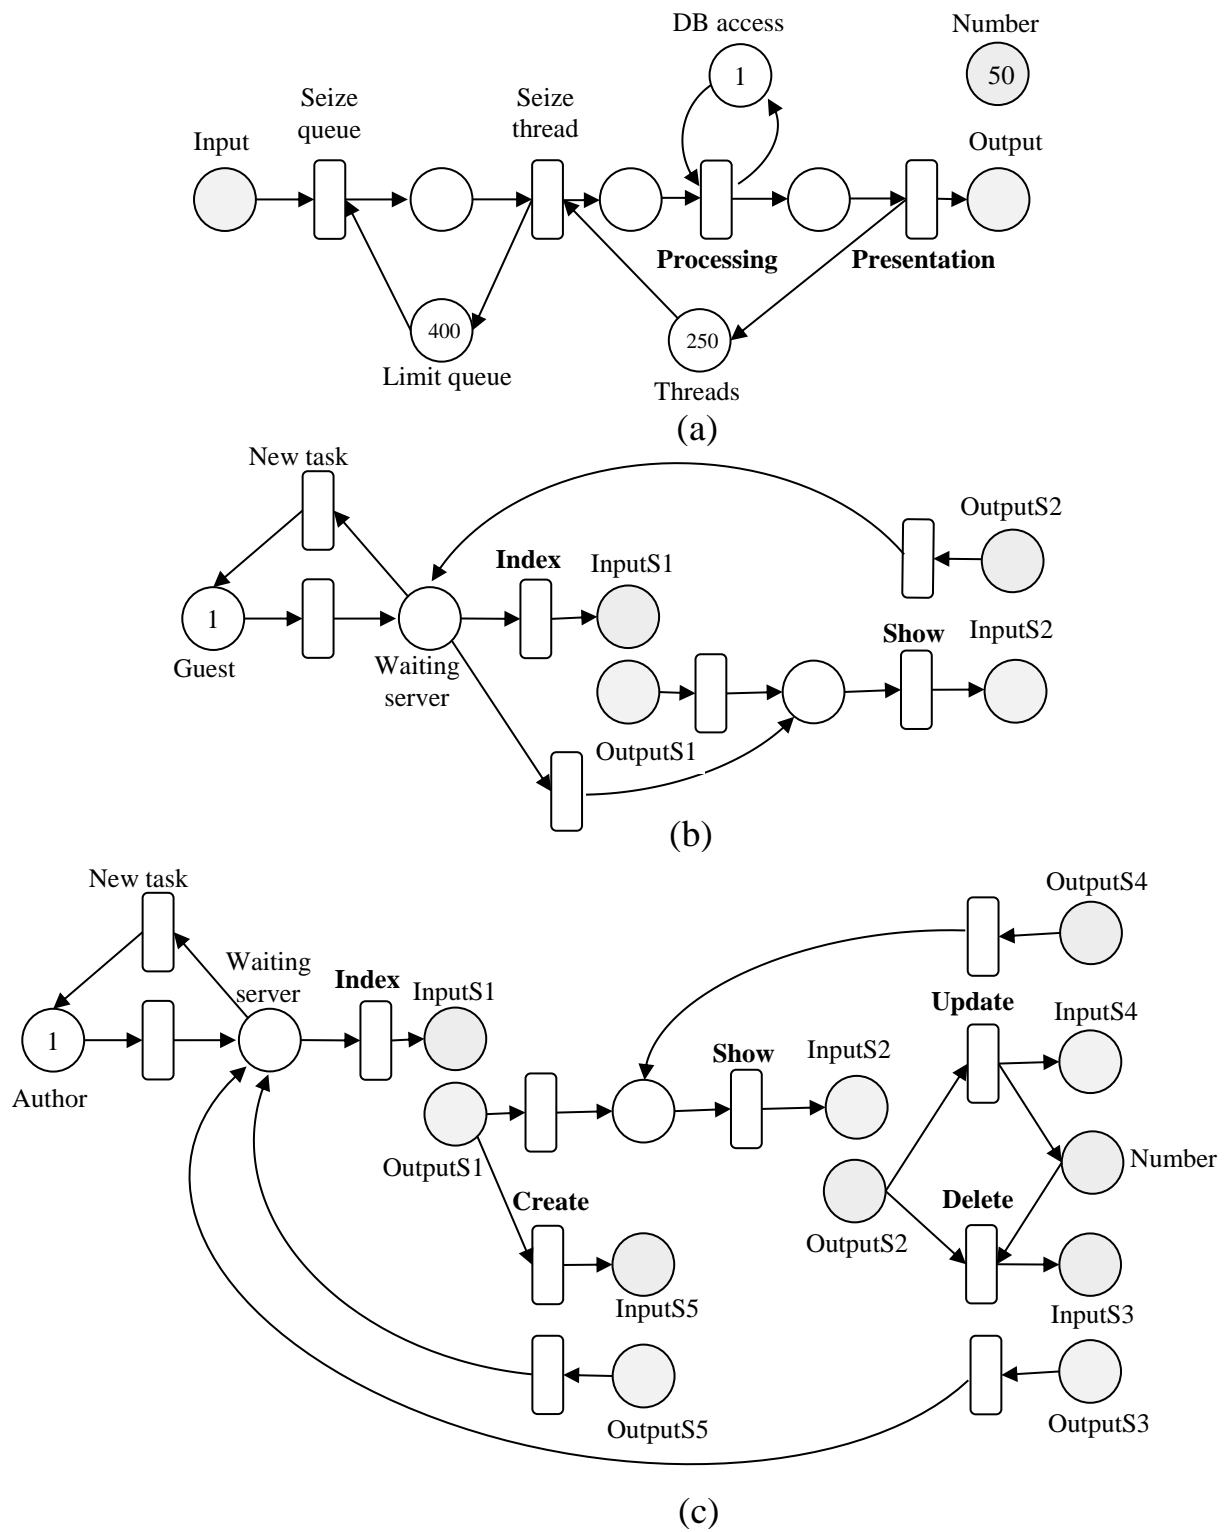 DB access
Number
1
50
Seize
queue
Seize
thread
Input
Output
Processing
Presentation
400
250
Limit queue
Threads
(a)
New task
OutputS2
Index
InputS1
1
Show
InputS2
Guest
Waiting
server
OutputS1
(b)
New task
OutputS4
Waiting
server
Index
InputS1
Update
InputS4
1
Show
InputS2
Author
OutputS1
Number
Create
Delete
OutputS2
InputS5
InputS3
OutputS5
OutputS3
(c)